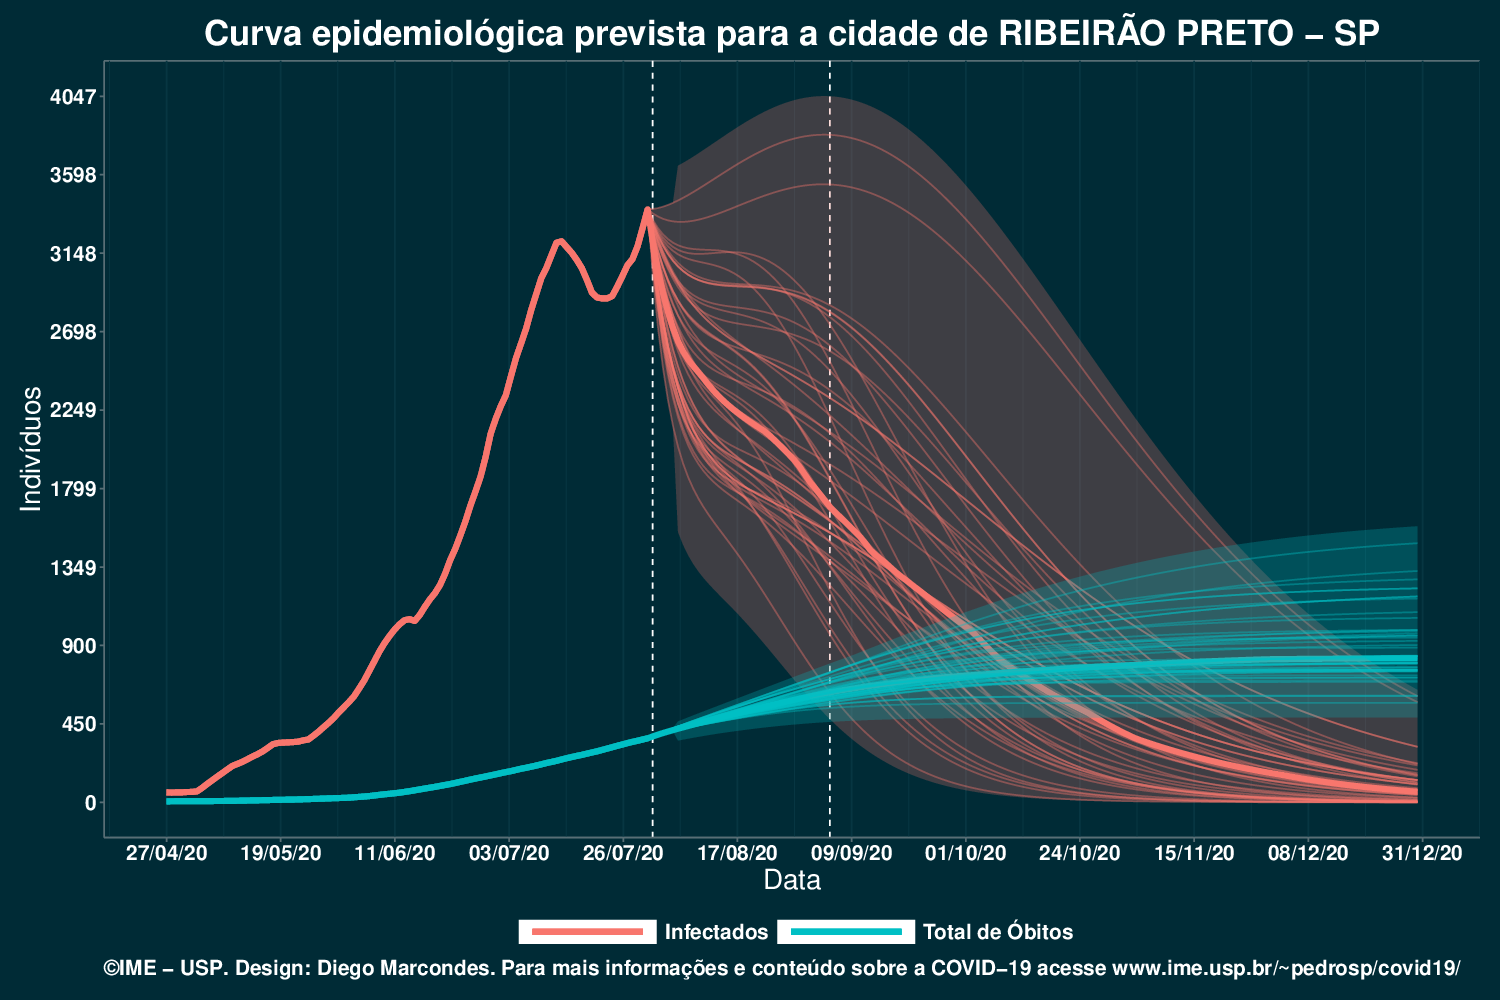 Curva epidemiológica prevista para a cidade de RIBEIRÃO PRETO – SP
4047
3598
3148
2698
2249
1799
1349
900
450
0
Indivíduos
27/04/20 19/05/20 11/06/20 03/07/20 26/07/20 17/08/20 09/09/20 01/10/20 24/10/20 15/11/20 08/12/20 31/12/20
Data
Infectados Total de Óbitos
©IME – USP. Design: Diego Marcondes. Para mais informações e conteúdo sobre a COVID–19 acesse www.ime.usp.br/~pedrosp/covid19/